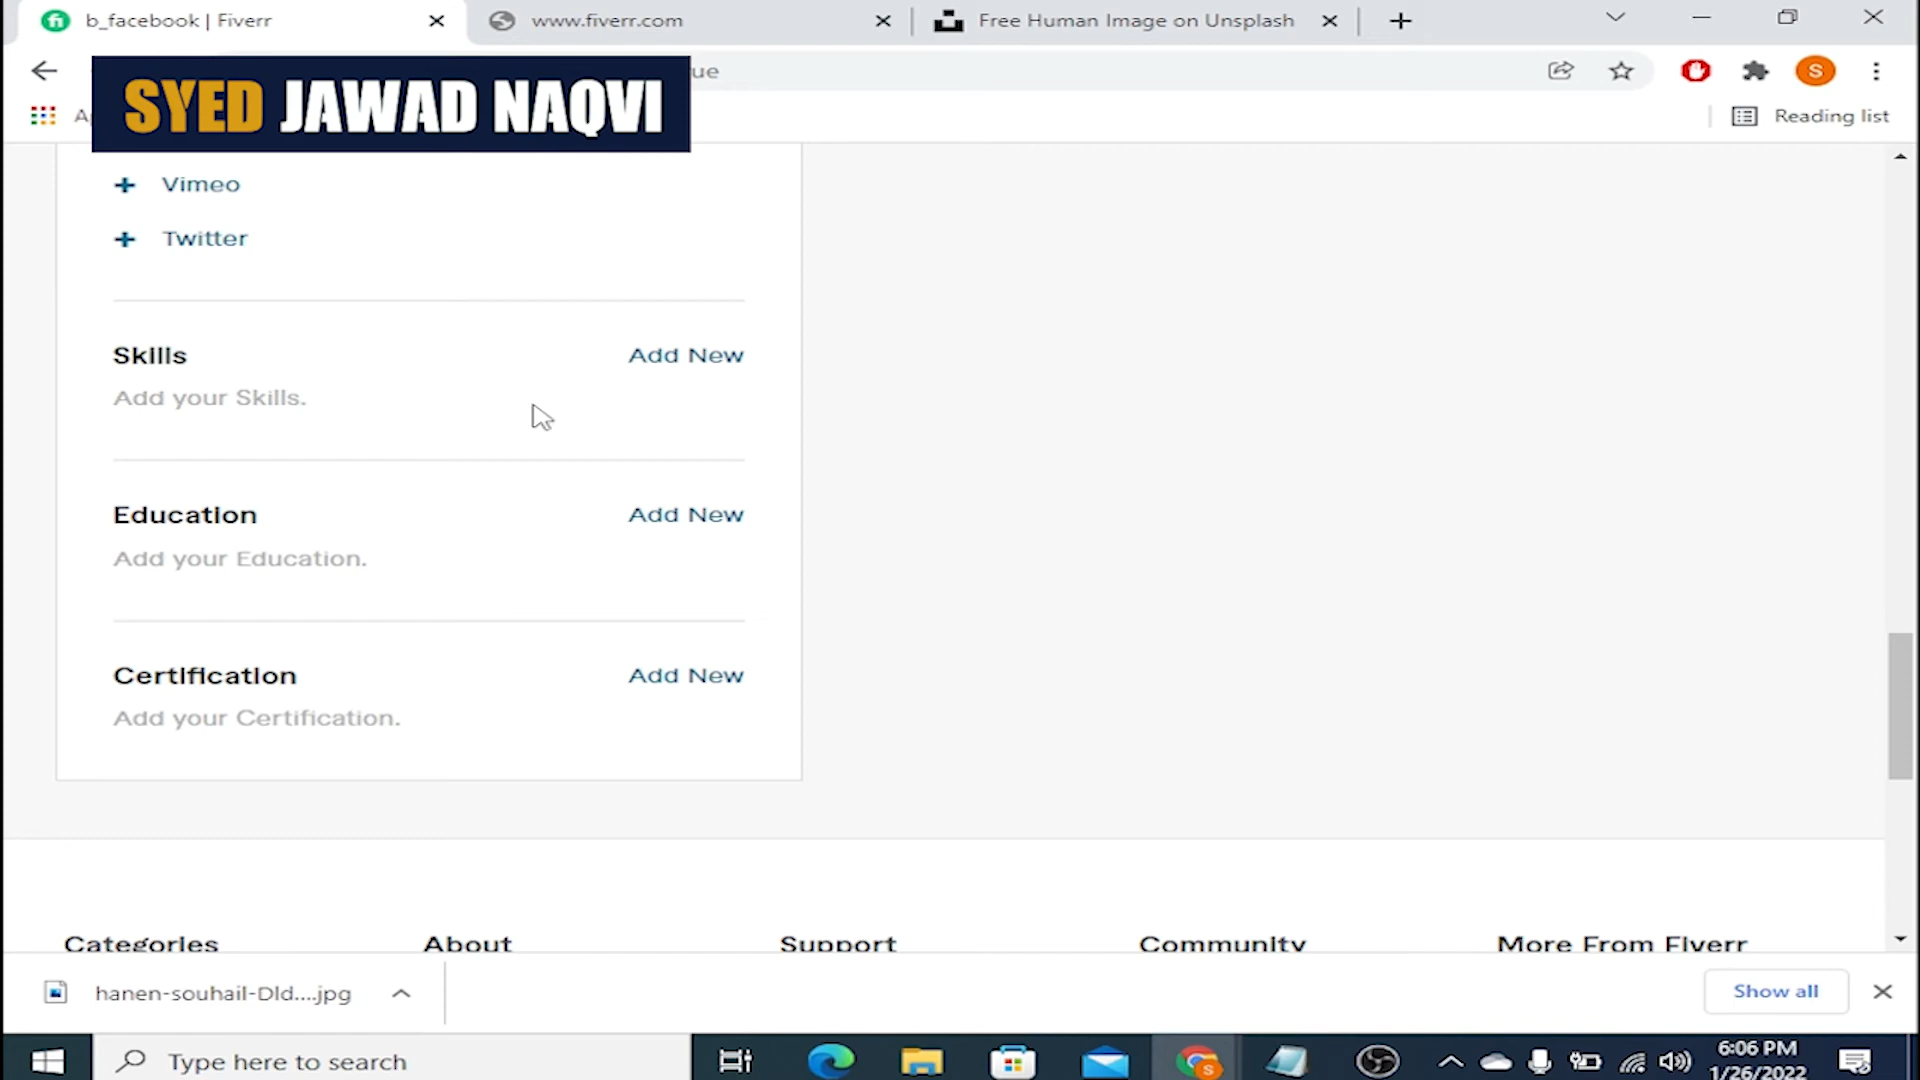 b_facebook | Fiverr
www.fiverr.com
Free Human Image on Unsplash
ue
S
SYED JAWAD NAQVI
Reading list
+ Vimeo
+ Twitter
Skills
Add New
Add your Skills.
Education
Add New
Add your Education.
Certification
Add New
Add your Certification.
Categories
About
Support
Community
More From Fiverr
hanen-souhail-Dld....jpg
Show all
Type here to search
6:06 PM
1/26/2022